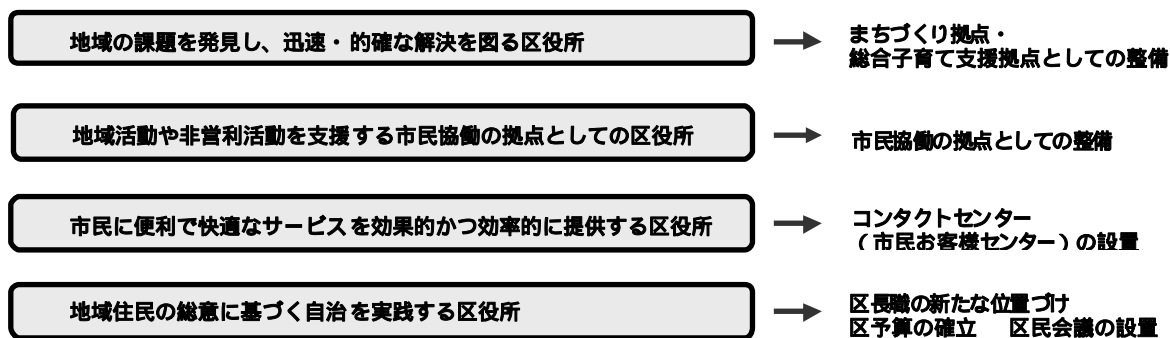 地域の課題を発見し、迅速・的確な解決を図る区役所
まちづくり拠点・
総合子育て支援拠点としての整備
地域活動や非営利活動を支援する市民協働の拠点としての区役所
市民協働の拠点としての整備
市民に便利で快適なサービスを効果的かつ効率的に提供する区役所
コンタクトセンター
(市民お客様センター)の設置
地域住民の総意に基づく自治を実践する区役所
区長職の新たな位置づけ
区予算の確立 区民会議の設置